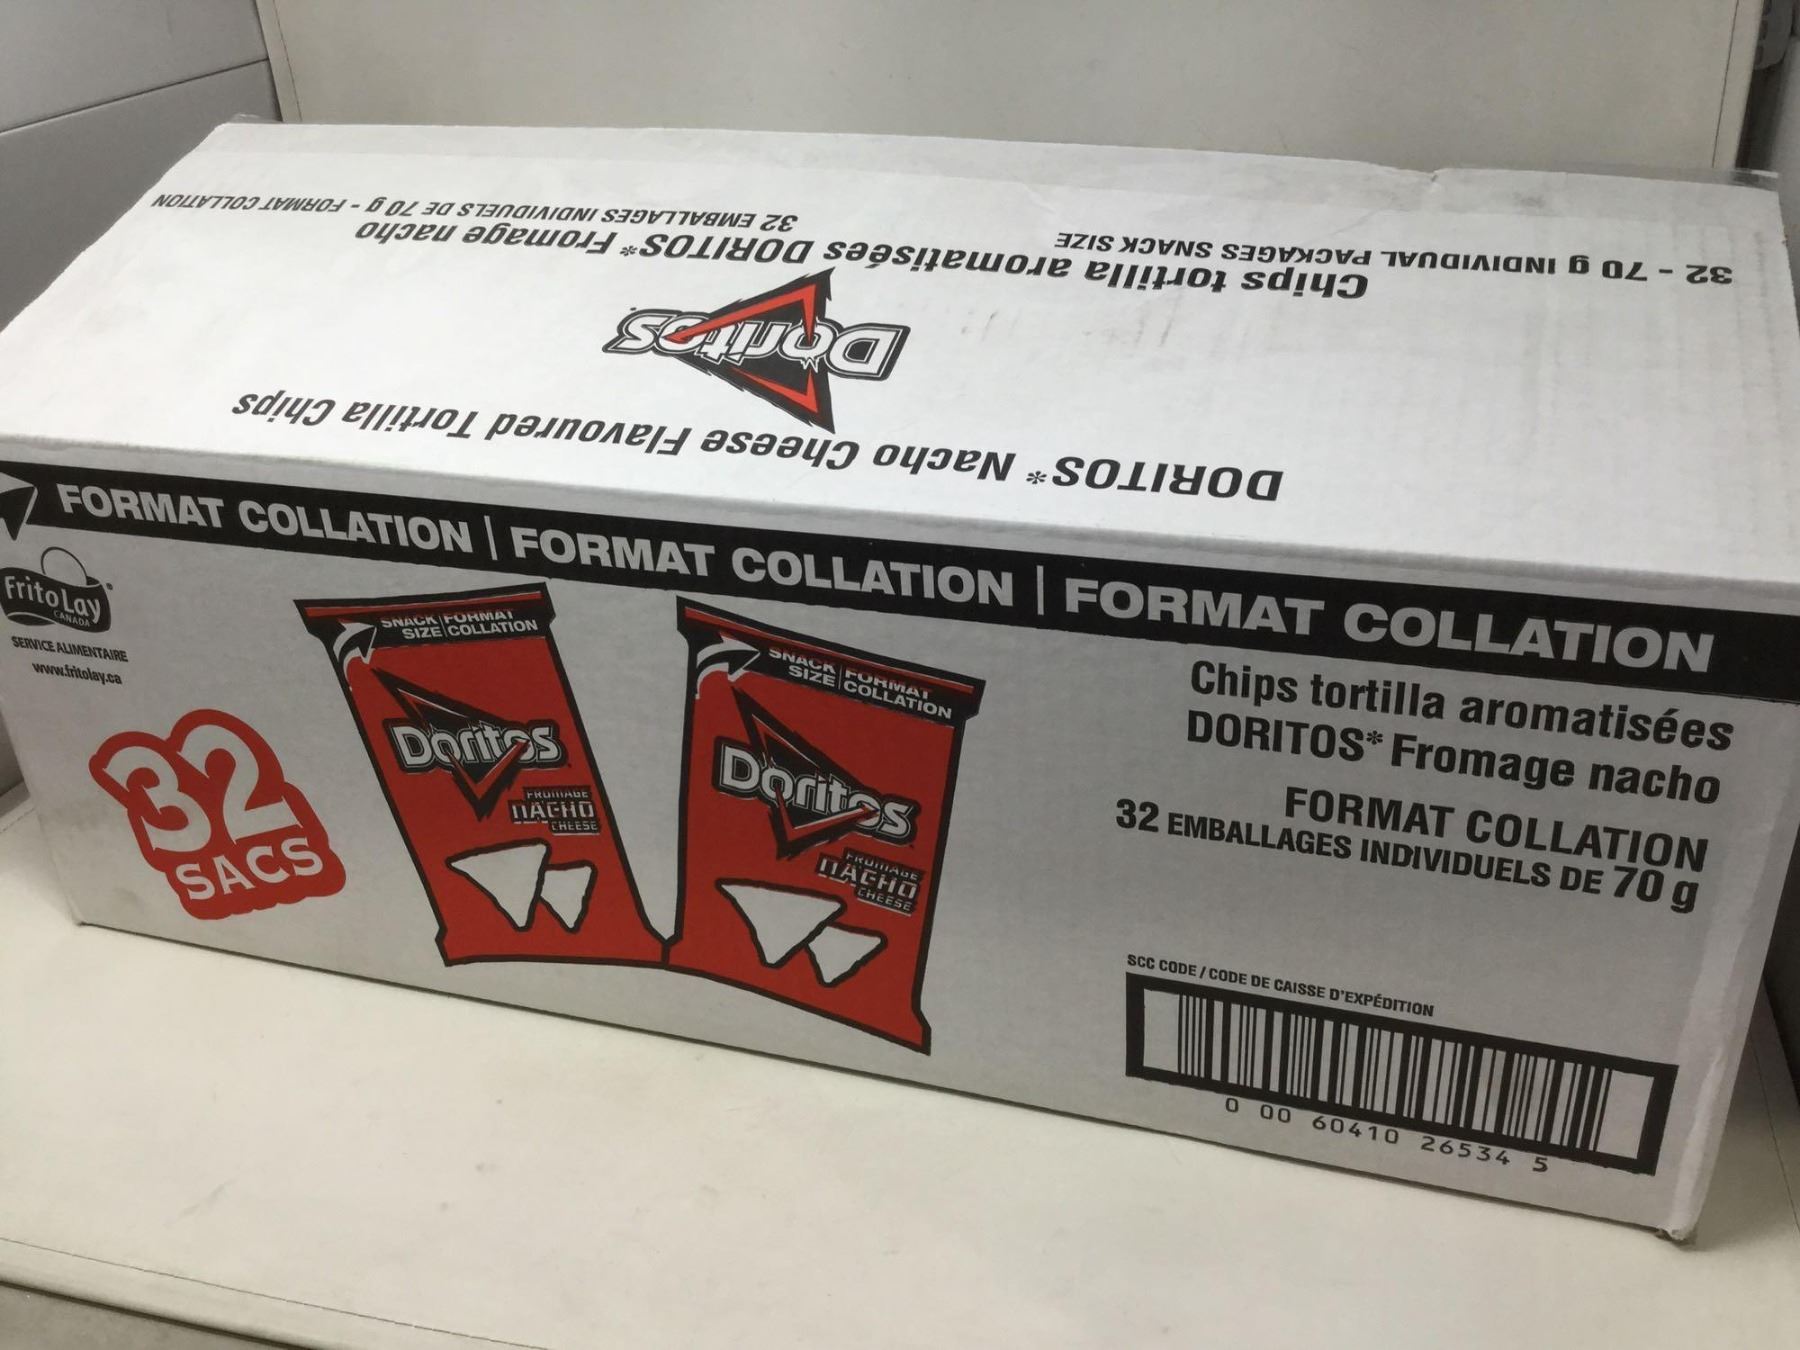 DORITOS* Nacho Cheese Flavoured Tortilla Chips
Doritos
Chips tortilla aromatisées DORITOS* Fromage nacho
32 - 70 g INDIVIDUAL PACKAGES SNACK SIZE
32 EMBALLAGES INDIVIDUELS DE 70 g - FORMAT COLLATION
FORMAT COLLATION | FORMAT COLLATION | FORMAT COLLATION
FritoLay
CANADA
SERVICE ALIMENTAIRE
www.fritolay.ca
32
SACS
SNACK FORMAT
SIZE COLLATION
Doritos
FROMAGE
NACHO
CHEESE
SNACK FORMAT
SIZE COLLATION
Doritos
FROMAGE
NACHO
CHEESE
Chips tortilla aromatisées
DORITOS* Fromage nacho
FORMAT COLLATION
32 EMBALLAGES INDIVIDUELS DE 70 g
SCC CODE / CODE DE CAISSE D'EXPÉDITION
0 00 60410 26534 5